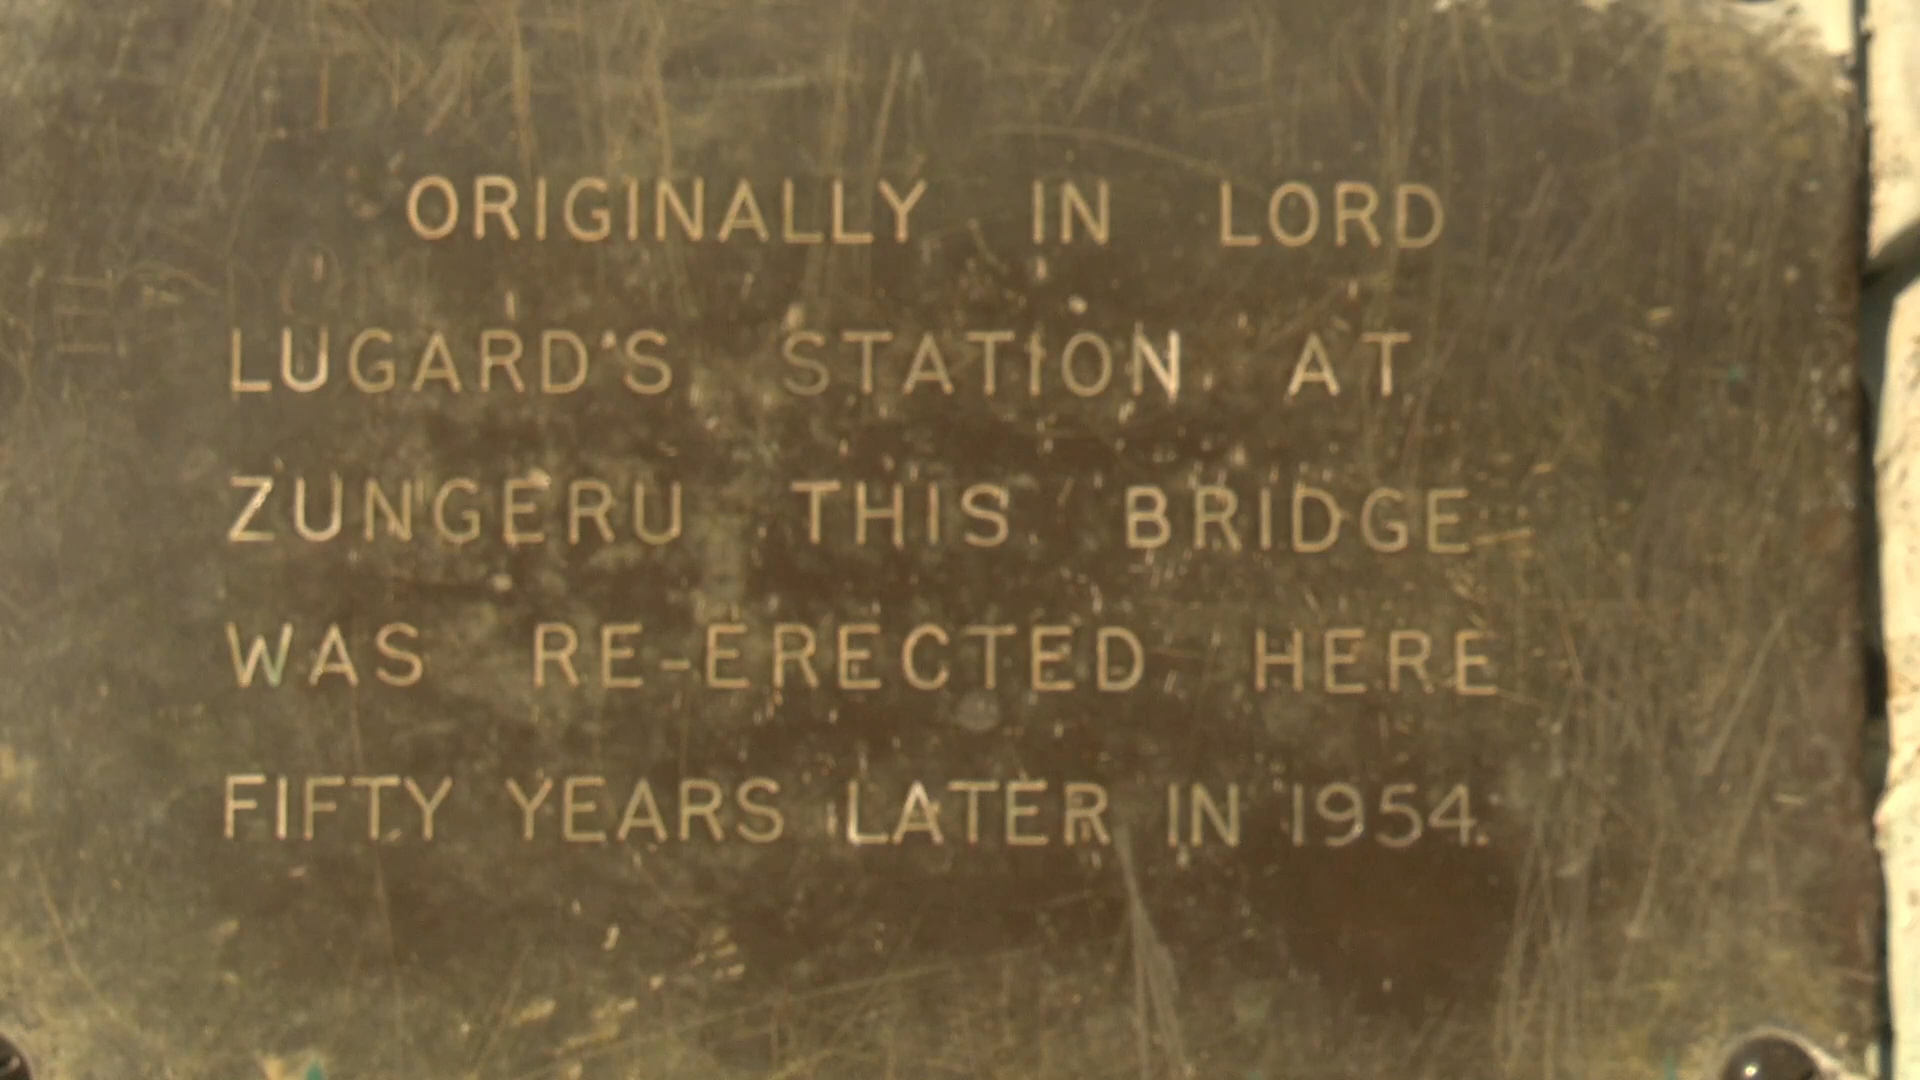 ORIGINALLY IN LORD
LUGARD'S STATION AT
ZUNGERU THIS BRIDGE
WAS RE-ERECTED HERE
FIFTY YEARS LATER IN 1954.